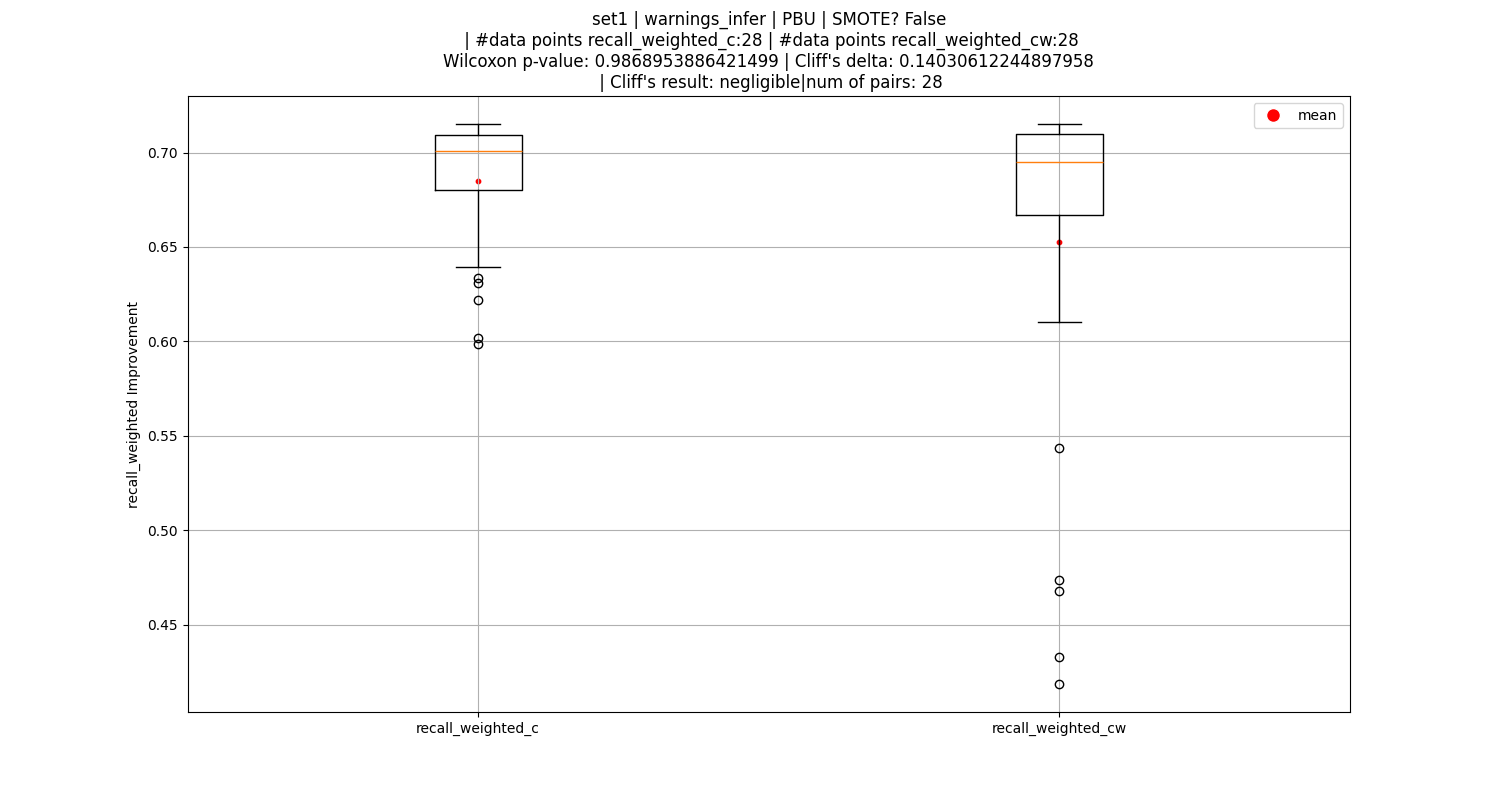 set1 | warnings_infer | PBU | SMOTE? False
| #data points recall_weighted_c:28 | #data points recall_weighted_cw:28
Wilcoxon p-value: 0.9868953886421499 | Cliff's delta: 0.14030612244897958
| Cliff's result: negligible|num of pairs: 28
mean
0.70
0.65
0.60
0.55
0.50
0.45
recall_weighted Improvement
recall_weighted_c
recall_weighted_cw